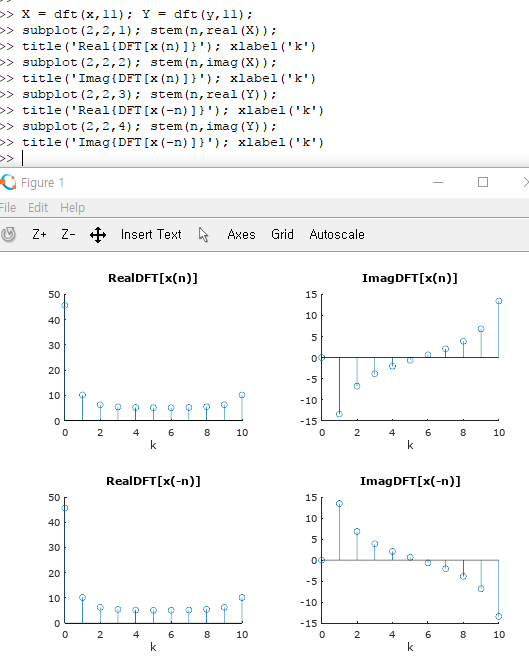 >> X = dft(x,11); Y = dft(y,11);
>> subplot(2,2,1); stem(n,real(X));
>> title('Real{DFT[x(n)]}'); xlabel('k')
>> subplot(2,2,2); stem(n,imag(X));
>> title('Imag{DFT[x(n)]}'); xlabel('k')
>> subplot(2,2,3); stem(n,real(Y));
>> title('Real{DFT[x(-n)]}'); xlabel('k')
>> subplot(2,2,4); stem(n,imag(Y));
>> title('Imag{DFT[x(-n)]}'); xlabel('k')
>>
Figure 1
File Edit Help
Z+ Z- Insert Text Axes Grid Autoscale
RealDFT[x(n)]
50
40
30
20
10
0
0 2 4 6 8 10
k
ImagDFT[x(n)]
15
10
5
0
-5
-10
-15
0 2 4 6 8 10
k
RealDFT[x(-n)]
50
40
30
20
10
0
0 2 4 6 8 10
k
ImagDFT[x(-n)]
15
10
5
0
-5
-10
-15
0 2 4 6 8 10
k